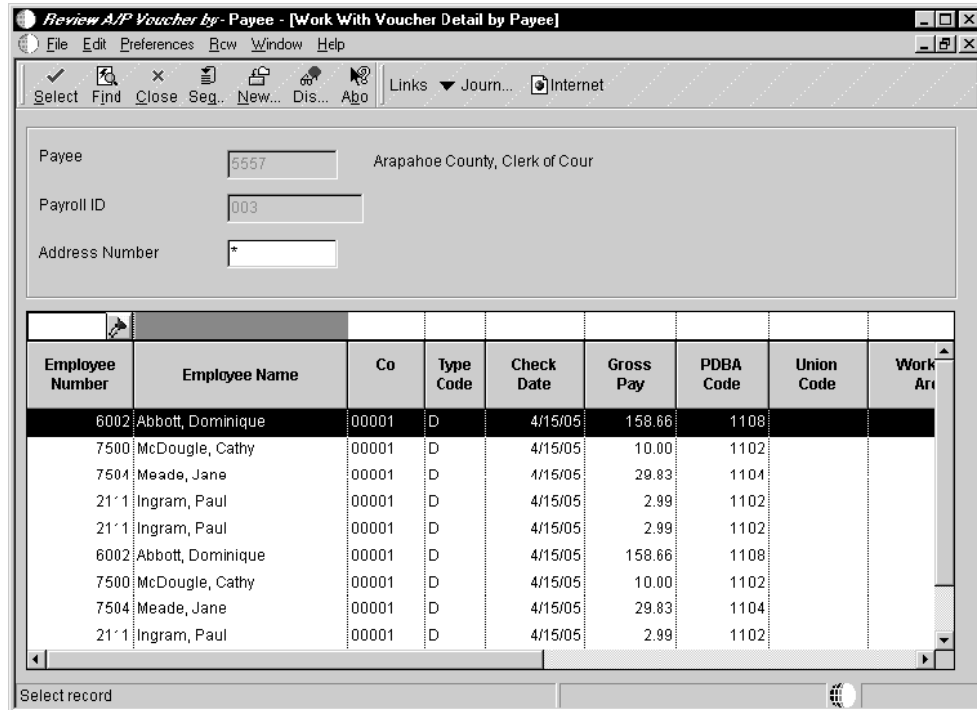 Review A/P Voucher by - Payee - [Work With Voucher Detail by Payee]
File Edit Preferences Row Window Help
Select Find Close Seq.. New... Dis... Abo Links Journ... Internet
Payee 5557 Arapahoe County, Clerk of Cour
Payroll ID 003
Address Number *
Employee Number Employee Name Co Type Code Check Date Gross Pay PDBA Code Union Code Work Are
6002 Abbott, Dominique 00001 D 4/15/05 158.66 1108
7500 McDougle, Cathy 00001 D 4/15/05 10.00 1102
7504 Meade, Jane 00001 D 4/15/05 29.83 1104
2111 Ingram, Paul 00001 D 4/15/05 2.99 1102
2111 Ingram, Paul 00001 D 4/15/05 2.99 1102
6002 Abbott, Dominique 00001 D 4/15/05 158.66 1108
7500 McDougle, Cathy 00001 D 4/15/05 10.00 1102
7504 Meade, Jane 00001 D 4/15/05 29.83 1104
2111 Ingram, Paul 00001 D 4/15/05 2.99 1102
Select record